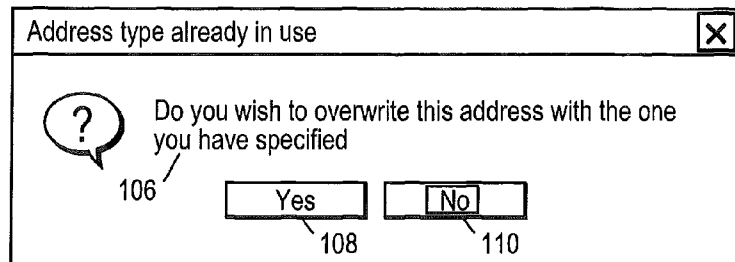 Address type already in use
Do you wish to overwrite this address with the one
you have specified
106
Yes
No
108
110